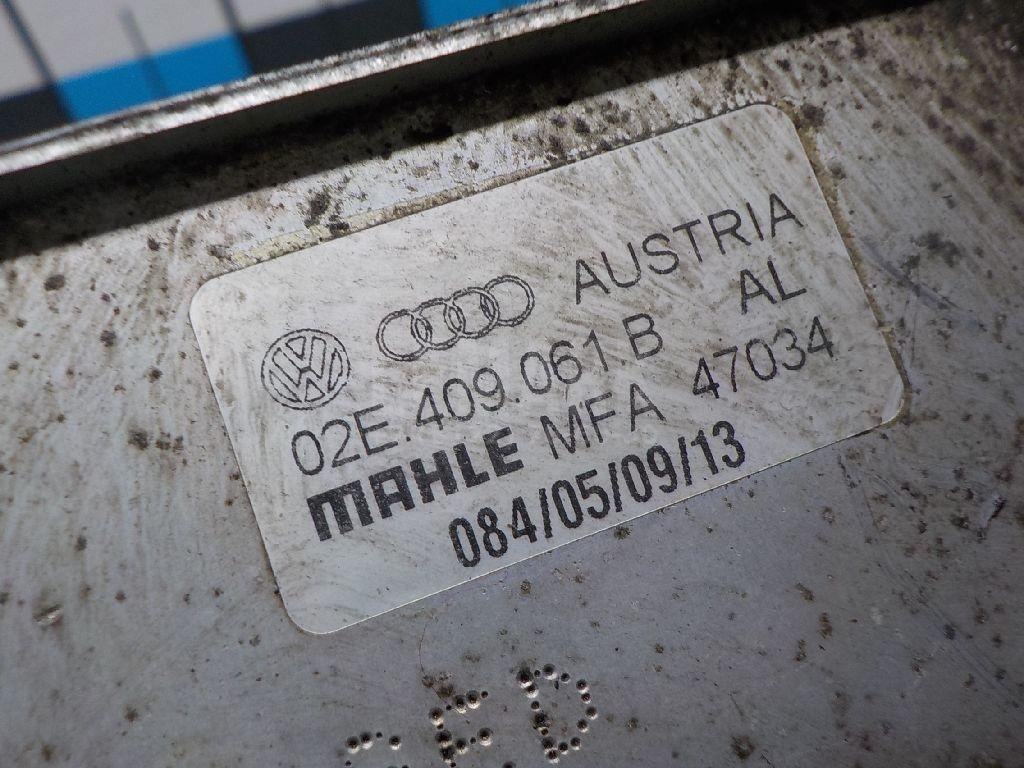 AUSTRIA
02E.409.061 B AL
MAHLE MFA 47034
084/05/09/13